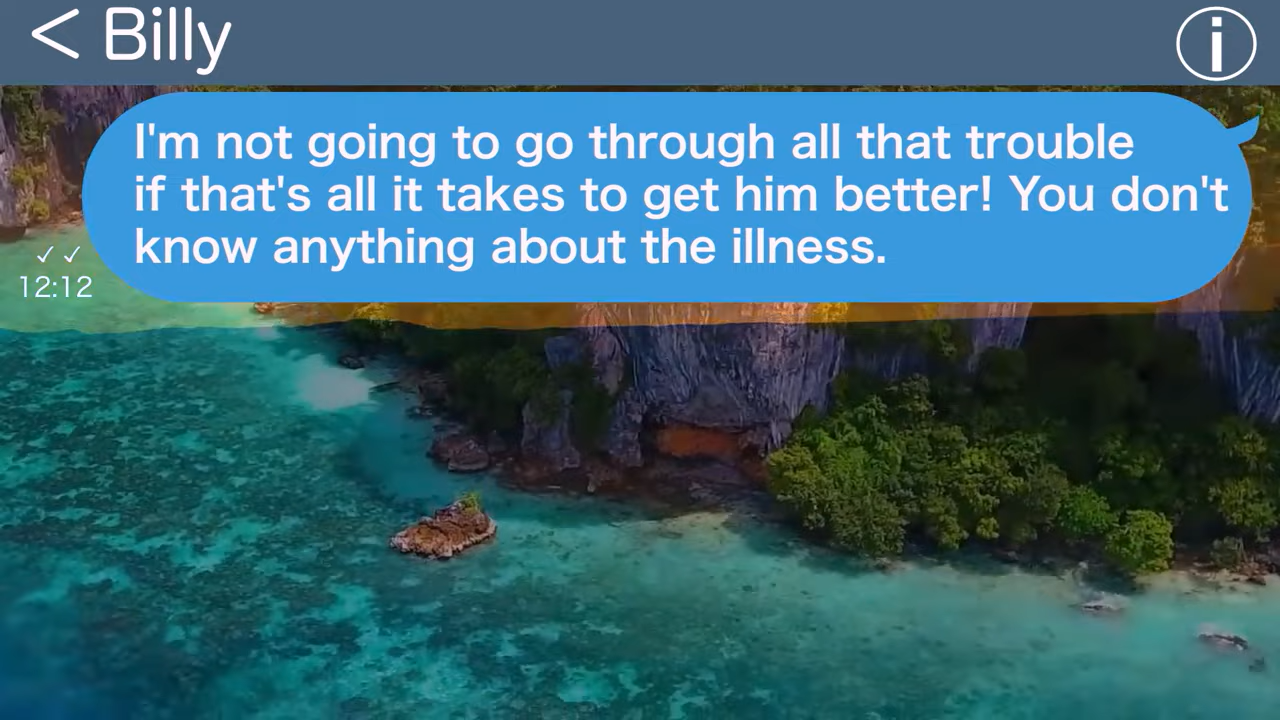 < Billy
i
I'm not going to go through all that trouble
if that's all it takes to get him better! You don't
know anything about the illness.
✓✓
12:12